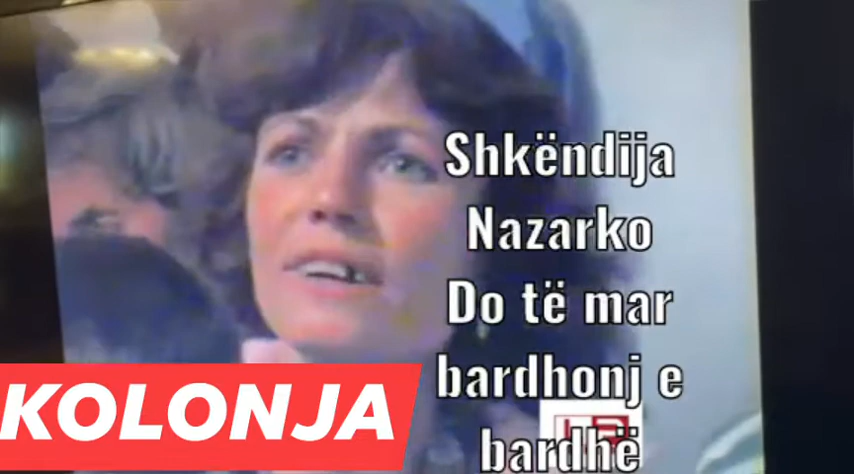 Shkëndija
Nazarko
Do të mar
bardhonj e
bardhë
KOLONJA